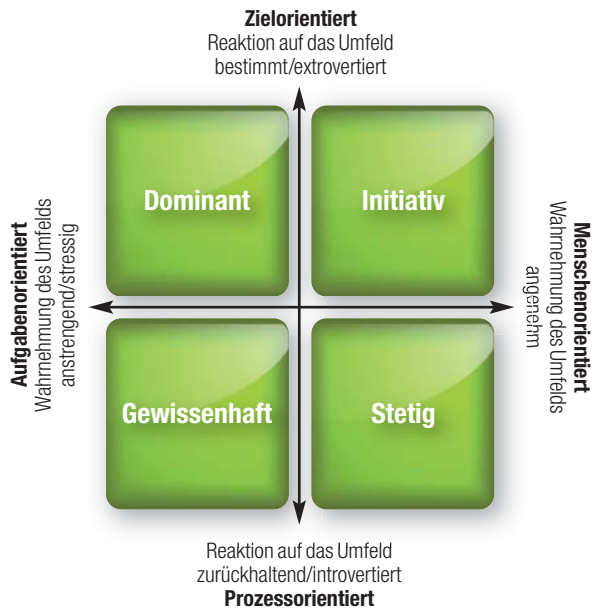 Zielorientiert
Reaktion auf das Umfeld
bestimmt/extrovertiert
Dominant
Initiativ
Aufgabenorientiert
Wahrnehmung des Umfelds
anstrengend/stressig
Menschenorientiert
Wahrnehmung des Umfelds
angenehm
Gewissenhaft
Stetig
Reaktion auf das Umfeld
zurückhaltend/introvertiert
Prozessorientiert